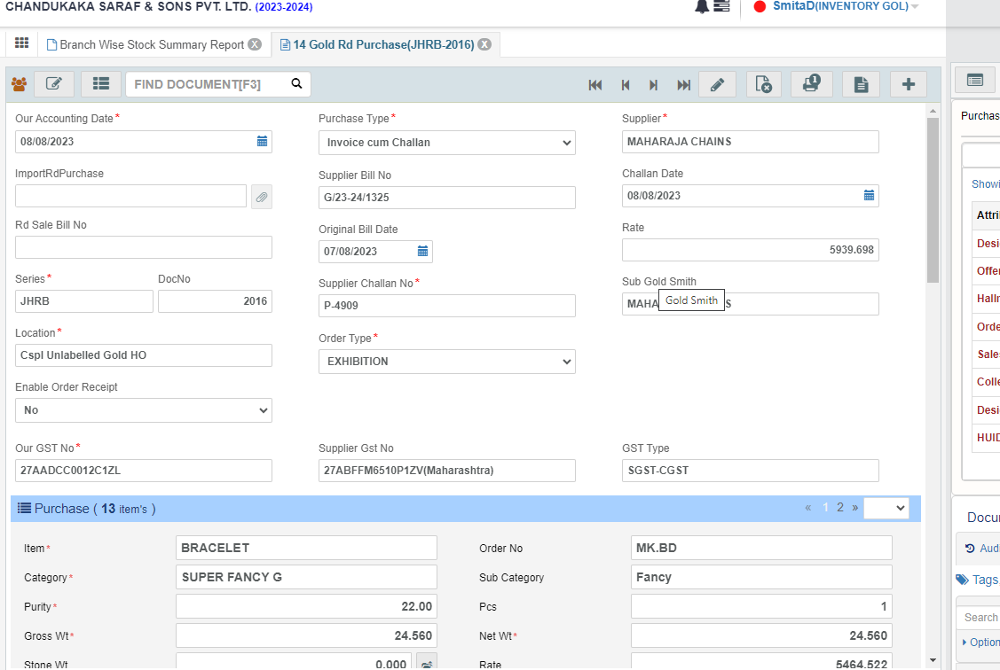 CHANDUKAKA SARAF & SONS PVT. LTD. (2023-2024)
SmitaD(INVENTORY GOL)
Branch Wise Stock Summary Report
14 Gold Rd Purchase(JHRB-2016)
FIND DOCUMENT[F3]
1
Our Accounting Date*
Purchase Type*
Supplier*
08/08/2023
Invoice cum Challan
MAHARAJA CHAINS
ImportRdPurchase
Supplier Bill No
Challan Date
G/23-24/1325
08/08/2023
Rd Sale Bill No
Original Bill Date
Rate
07/08/2023
5939.698
Series*
DocNo
Supplier Challan No*
Sub Gold Smith
JHRB
2016
P-4909
MAHA
S
Gold Smith
Location*
Order Type*
Cspl Unlabelled Gold HO
EXHIBITION
Enable Order Receipt
No
Our GST No*
Supplier Gst No
GST Type
27AADCC0012C1ZL
27ABFFM6510P1ZV(Maharashtra)
SGST-CGST
Purchase ( 13 item's )
« 1 2 »
Item*
BRACELET
Order No
MK.BD
Category*
SUPER FANCY G
Sub Category
Fancy
Purity*
22.00
Pcs
1
Gross Wt*
24.560
Net Wt*
24.560
Stone Wt
0.000
Rate
5464.522
Purchas
Showi
Attri
Desi
Offer
Hallr
Orde
Sale
Colle
Desi
HUID
Docu
Audi
Tags
Search
Option